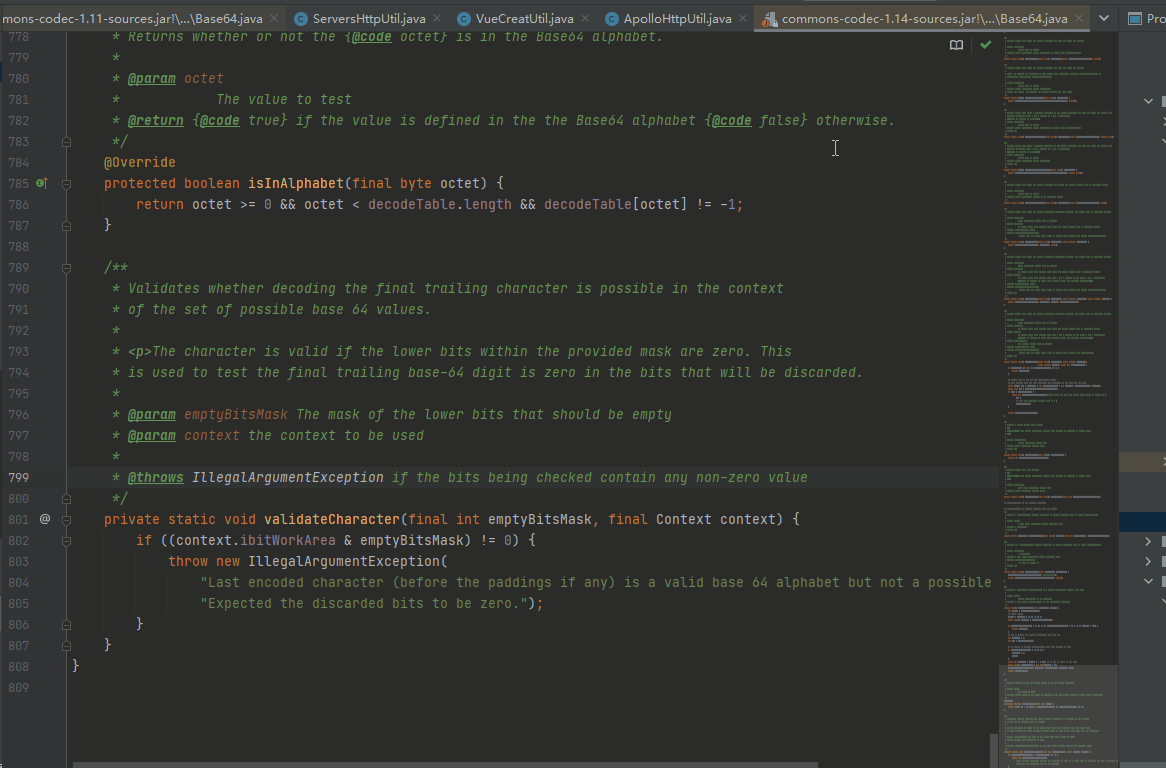 mons-codec-1.11-sources.jar!\...\Base64.java × ServersHttpUtil.java × VueCreatUtil.java × ApolloHttpUtil.java × commons-codec-1.14-sources.jar!\...\Base64.java × Pro
778 * Returns whether or not the {@code octet} is in the Base64 alphabet.
779 *
780 * @param octet
781 * The value to test
782 * @return {@code true} if the value is defined in the the Base64 alphabet {@code false} otherwise.
783 */
784 @Override
785 protected boolean isInAlphabet(final byte octet) {
786 return octet >= 0 && octet < decodeTable.length && decodeTable[octet] != -1;
787 }
788
789 /**
790 * Validates whether decoding the final trailing character is possible in the context
791 * of the set of possible base 64 values.
792 *
793 * <p>The character is valid if the lower bits within the provided mask are zero. This
794 * is used to test the final trailing base-64 digit is zero in the bits that will be discarded.
795 *
796 * @param emptyBitsMask The mask of the lower bits that should be empty
797 * @param context the context to be used
798 *
799 * @throws IllegalArgumentException if the bits being checked contain any non-zero value
800 */
801 @ private static void validateCharacter(final int emptyBitsMask, final Context context) {
802 if ((context.ibitWorkArea & emptyBitsMask) != 0) {
803 throw new IllegalArgumentException(
804 "Last encoded character (before the paddings if any) is a valid base 64 alphabet but not a possible
805 "Expected the discarded bits to be zero.");
806 }
807 }
808 }
809